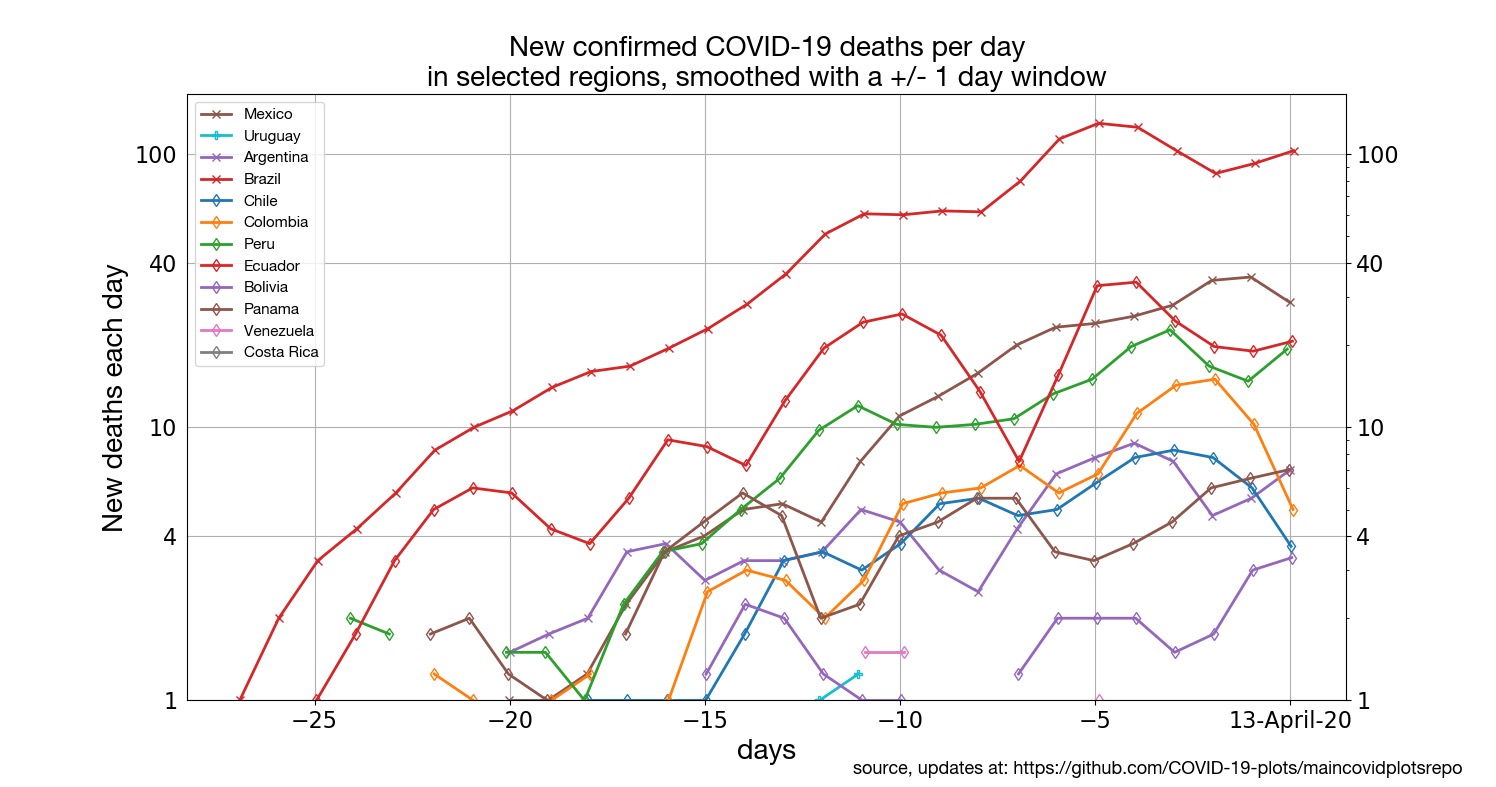 New confirmed COVID-19 deaths per day
in selected regions, smoothed with a +/- 1 day window
Mexico
Uruguay
Argentina
Brazil
Chile
Colombia
Peru
Ecuador
Bolivia
Panama
Venezuela
Costa Rica
New deaths each day
100
40
10
4
1
100
40
10
4
1
−25
−20
−15
−10
−5
13-April-20
days
source, updates at: https://github.com/COVID-19-plots/maincovidplotsrepo